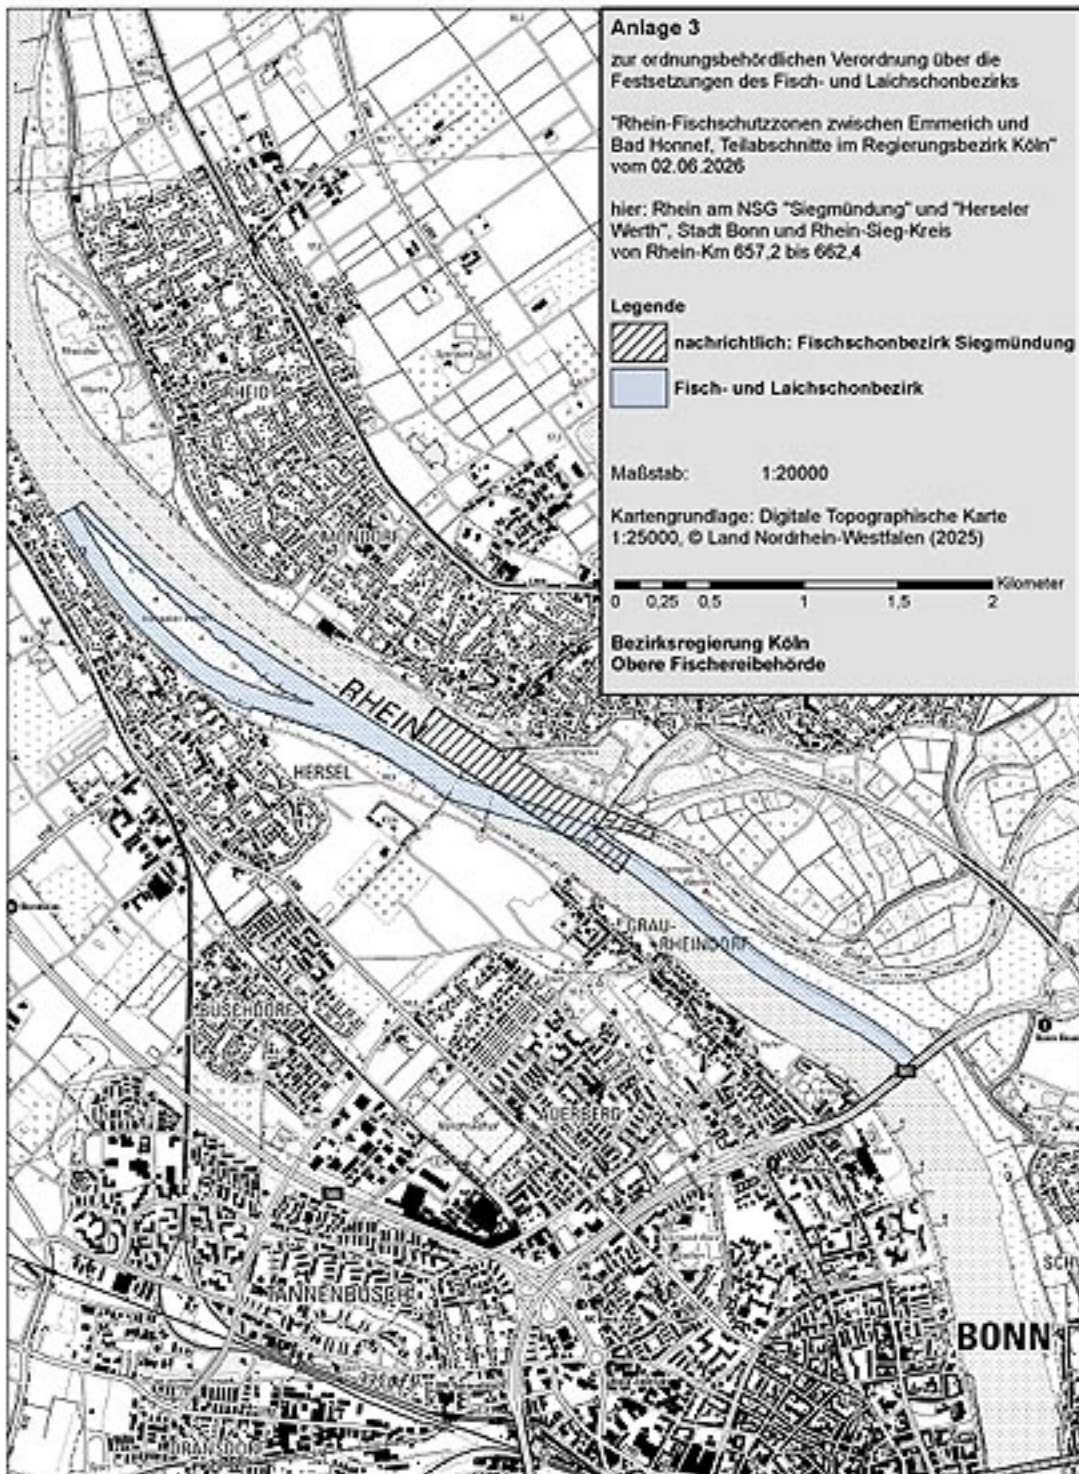 Anlage 3
zur ordnungsbehördlichen Verordnung über die
Festsetzungen des Fisch- und Laichschonbezirks
"Rhein-Fischschutzzonen zwischen Emmerich und
Bad Honnef, Teilabschnitte im Regierungsbezirk Köln"
vom 02.06.2026
hier: Rhein am NSG "Siegmündung" und "Herseler
Werth", Stadt Bonn und Rhein-Sieg-Kreis
von Rhein-Km 657,2 bis 662,4
Legende
nachrichtlich: Fischschonbezirk Siegmündung
Fisch- und Laichschonbezirk
Maßstab: 1:20000
Kartengrundlage: Digitale Topographische Karte
1:25000, © Land Nordrhein-Westfalen (2025)
Kilometer
0 0,25 0,5 1 1,5 2
Bezirksregierung Köln
Obere Fischereibehörde
RHEIDT
MONDORF
RHEIN
HERSEL
GRAU-
RHEINDORF
BUSCHDORF
AUERBERG
Nordfriedhof
TANNENBUSCH
BONN
DRANSDORF